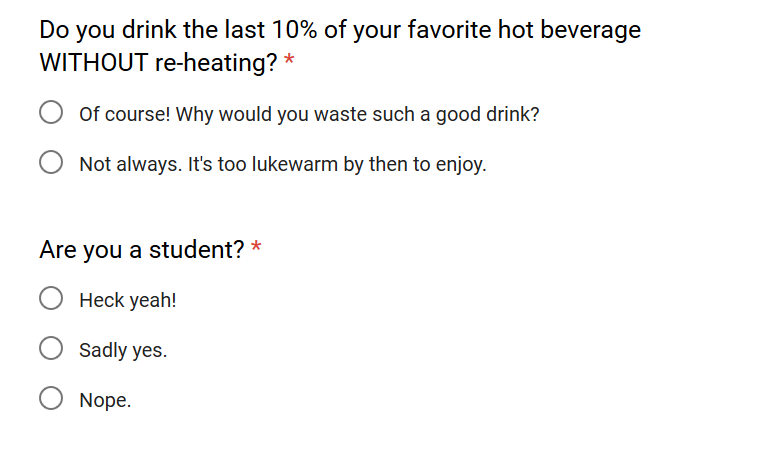 Do you drink the last 10% of your favorite hot beverage
WITHOUT re-heating? *
Of course! Why would you waste such a good drink?
Not always. It's too lukewarm by then to enjoy.
Are you a student? *
Heck yeah!
Sadly yes.
Nope.